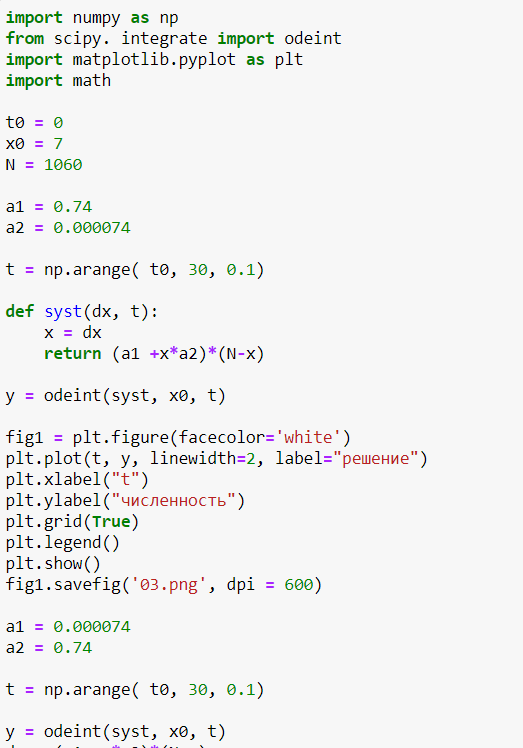 import numpy as np
from scipy. integrate import odeint
import matplotlib.pyplot as plt
import math
t0 = 0
x0 = 7
N = 1060
a1 = 0.74
a2 = 0.000074
t = np.arange( t0, 30, 0.1)
def syst(dx, t):
    x = dx
    return (a1 +x*a2)*(N-x)
y = odeint(syst, x0, t)
fig1 = plt.figure(facecolor='white')
plt.plot(t, y, linewidth=2, label="решение")
plt.xlabel("t")
plt.ylabel("численность")
plt.grid(True)
plt.legend()
plt.show()
fig1.savefig('03.png', dpi = 600)
a1 = 0.000074
a2 = 0.74
t = np.arange( t0, 30, 0.1)
y = odeint(syst, x0, t)